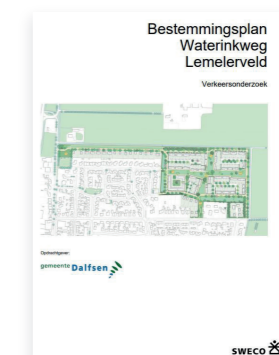 Bestemmingsplan
Waterinkweg
Lemelerveld
Verkeersonderzoek
Opdrachtgever:
gemeente Dalfsen
SWECO